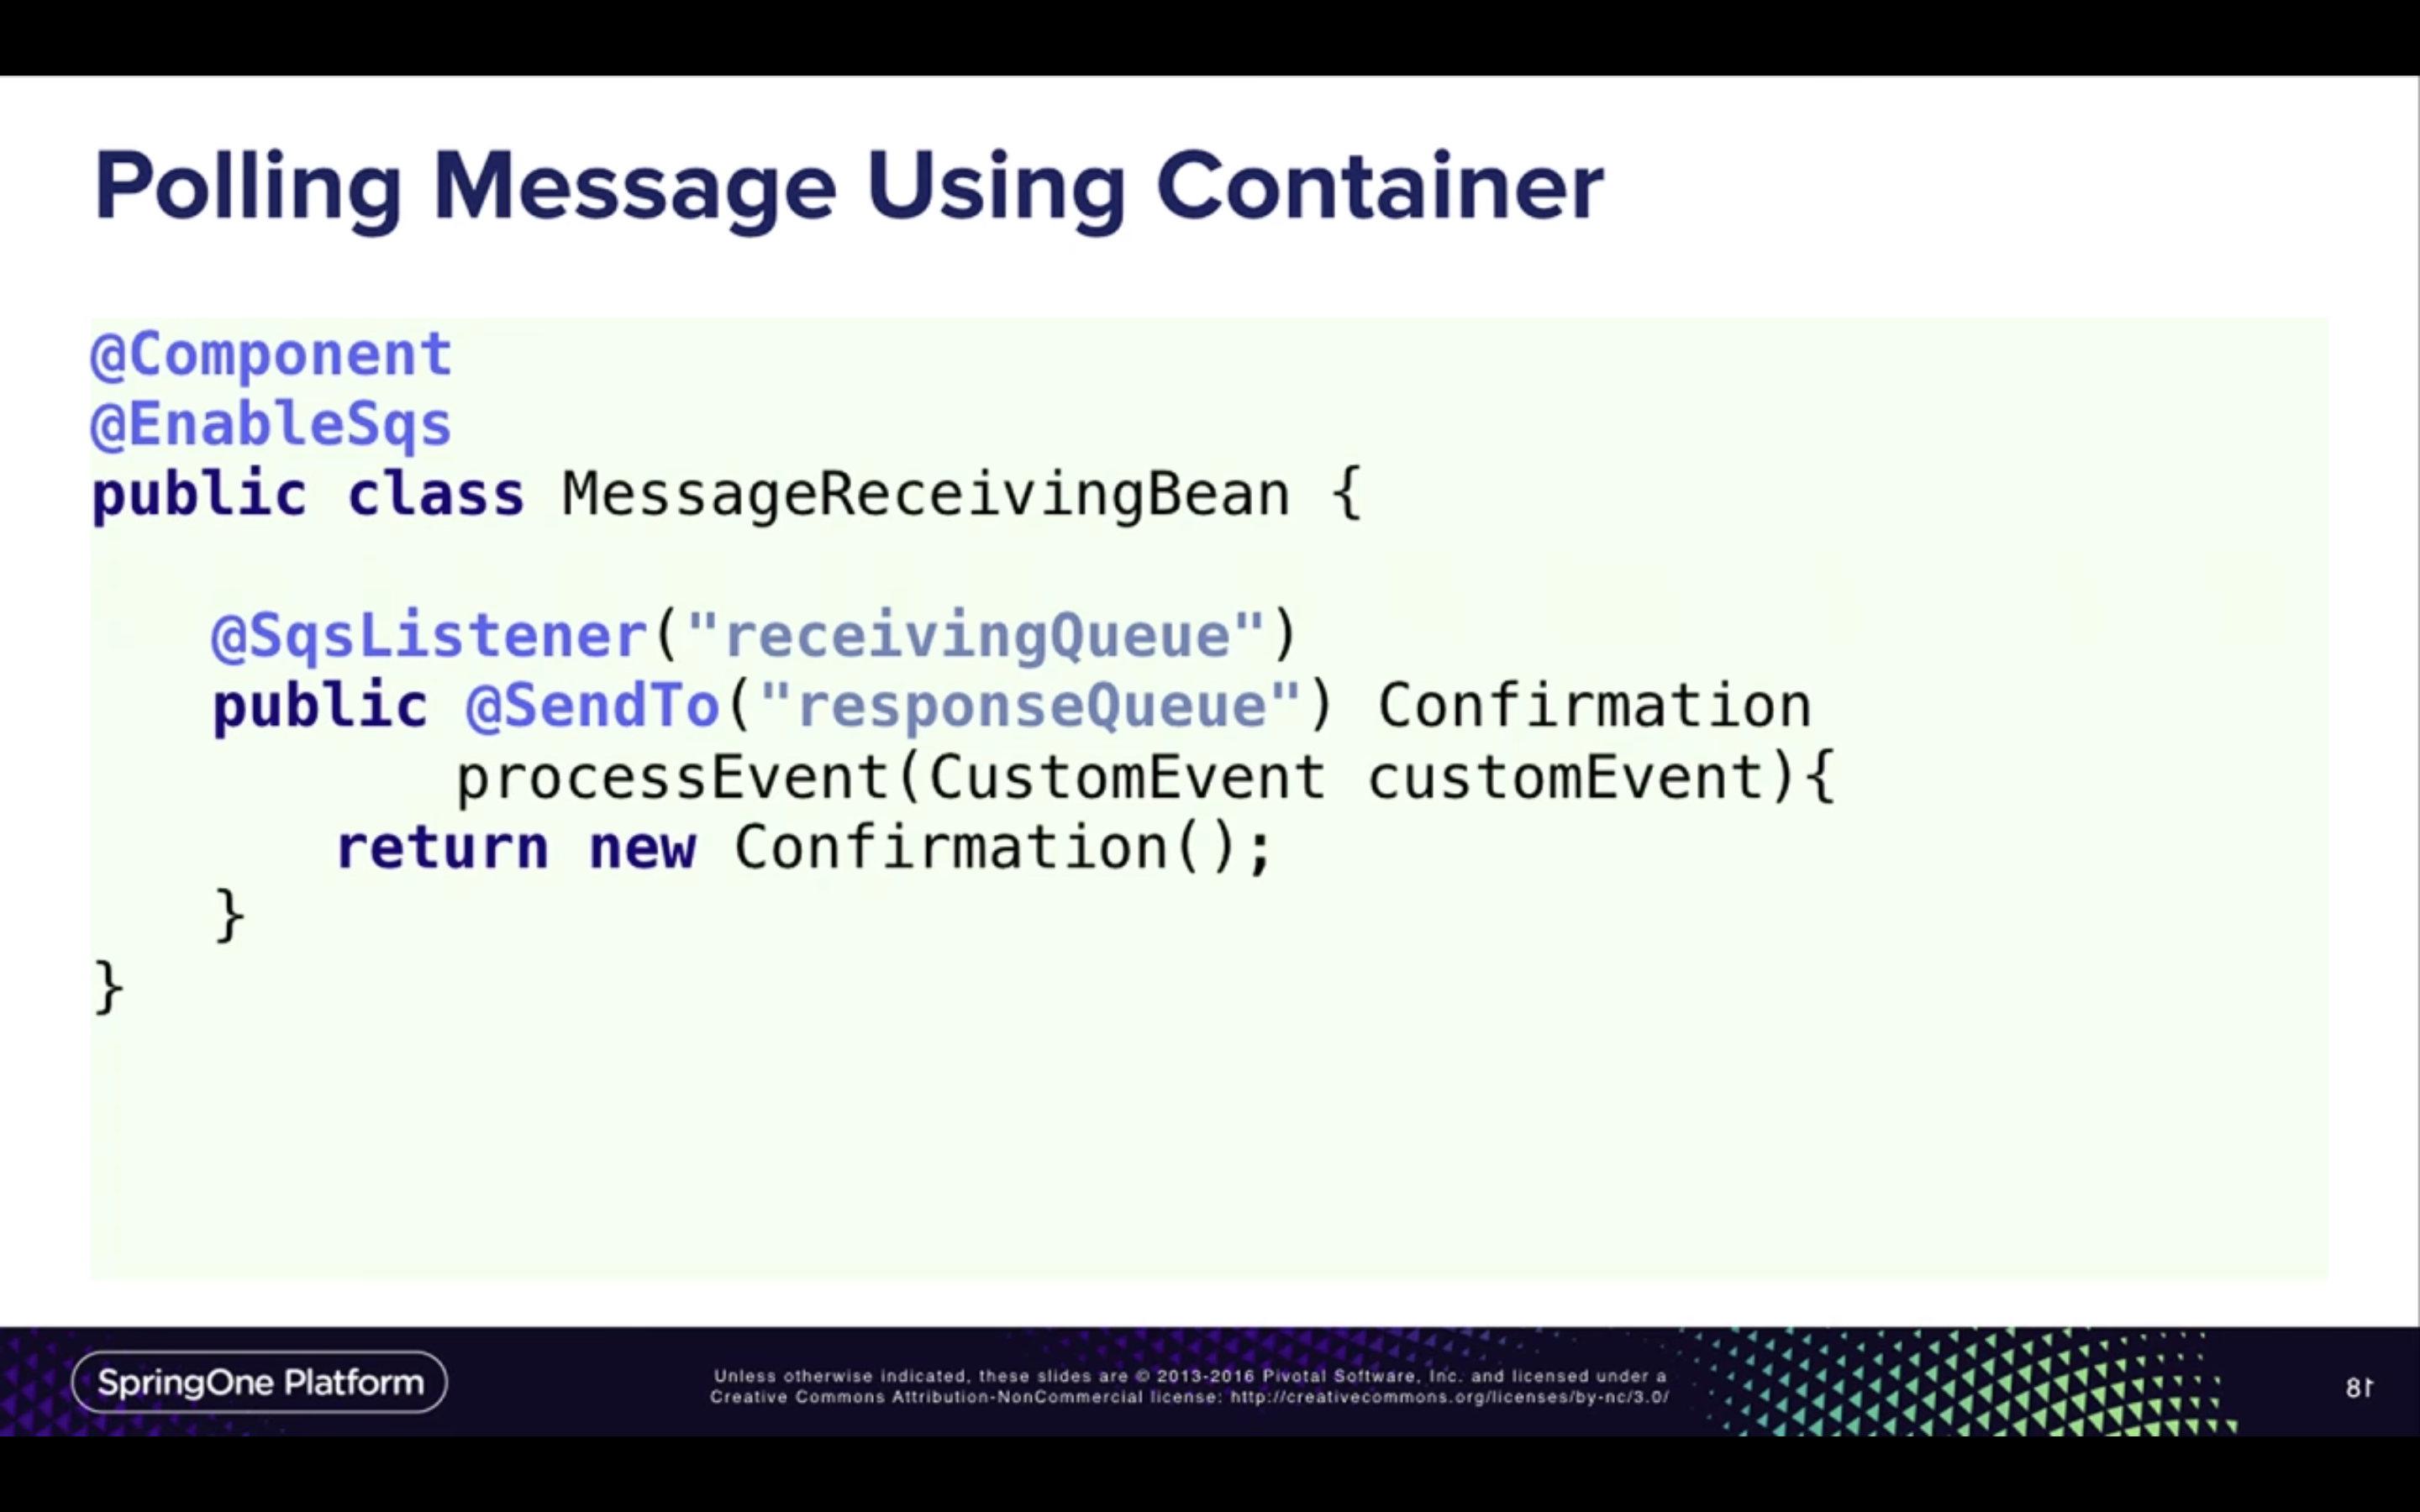 Polling Message Using Container
@Component
@EnableSqs
public class MessageReceivingBean {
@SqsListener("receivingQueue")
public @SendTo("responseQueue") Confirmation
processEvent(CustomEvent customEvent){
return new Confirmation();
}
}
SpringOne Platform
Unless otherwise indicated, these slides are © 2013-2016 Pivotal Software, Inc. and licensed under a
Creative Commons Attribution-NonCommercial license: http://creativecommons.org/licenses/by-nc/3.0/